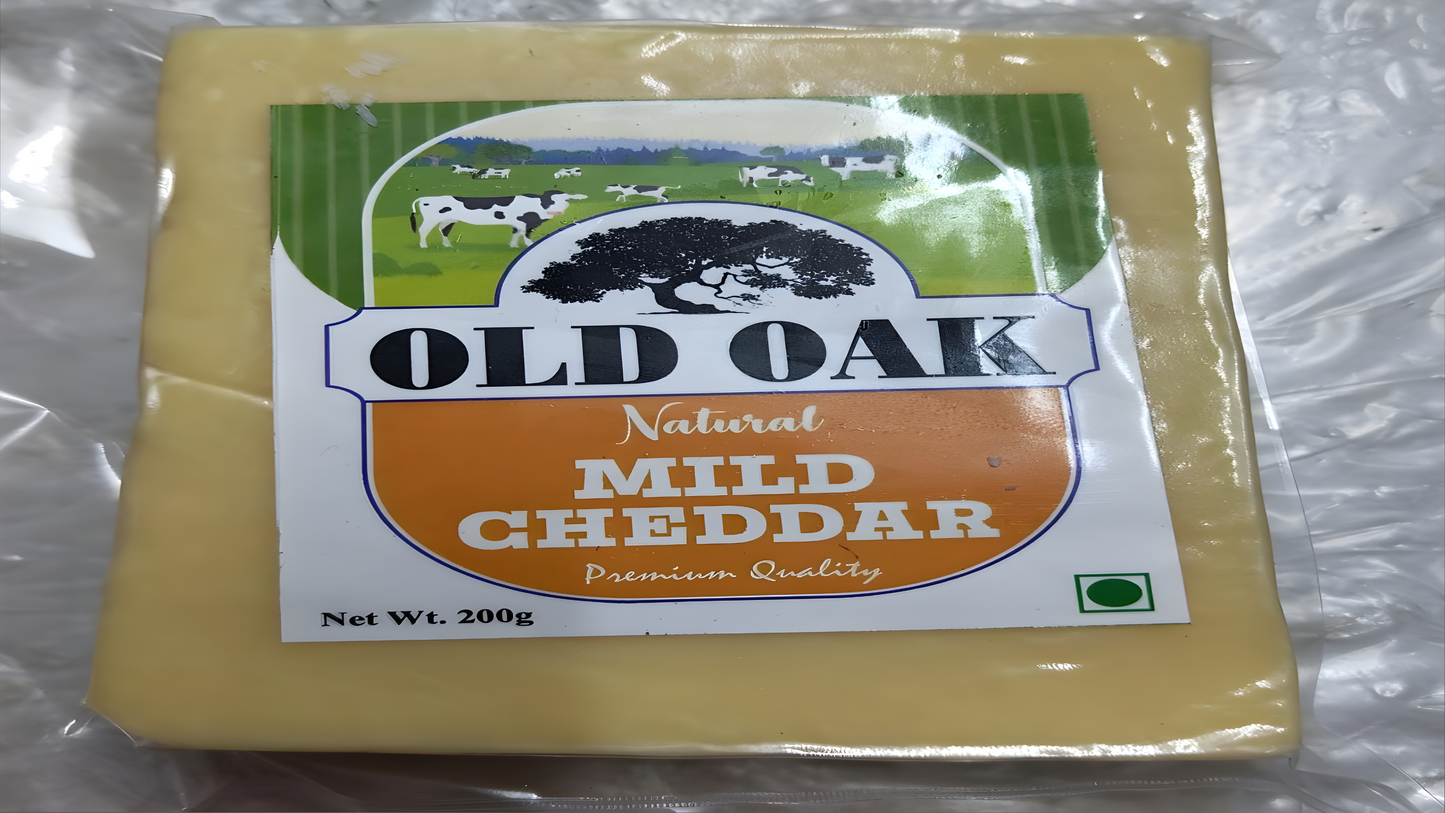 OLD OAK
Natural
MILD
CHEDDAR
Premium Quality
Net Wt. 200g